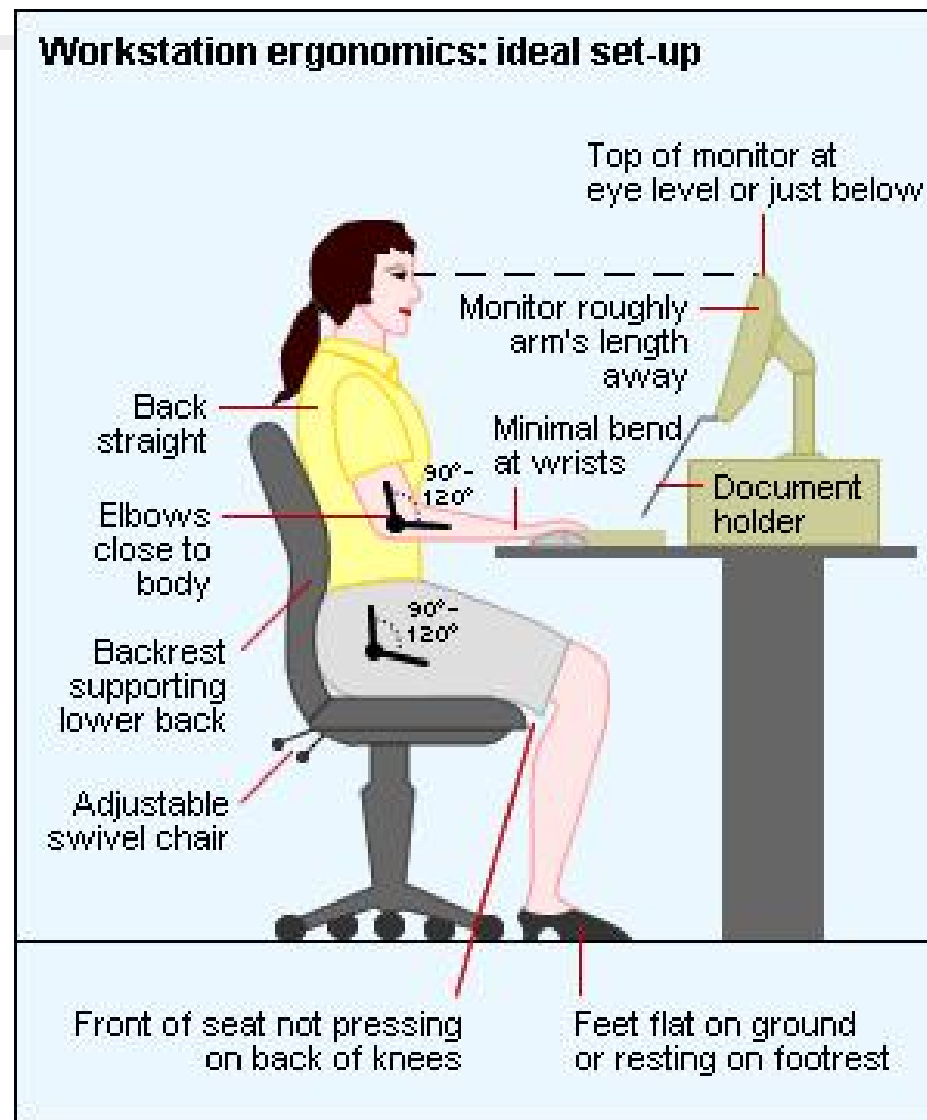 Workstation ergonomics: ideal set-up
Top of monitor at
eye level or just below
Monitor roughly
arm's length
away
Back
straight
Minimal bend
at wrists
90°-
120°
Document
holder
Elbows
close to
body
90°-
120°
Backrest
supporting
lower back
Adjustable
swivel chair
Front of seat not pressing
on back of knees
Feet flat on ground
or resting on footrest